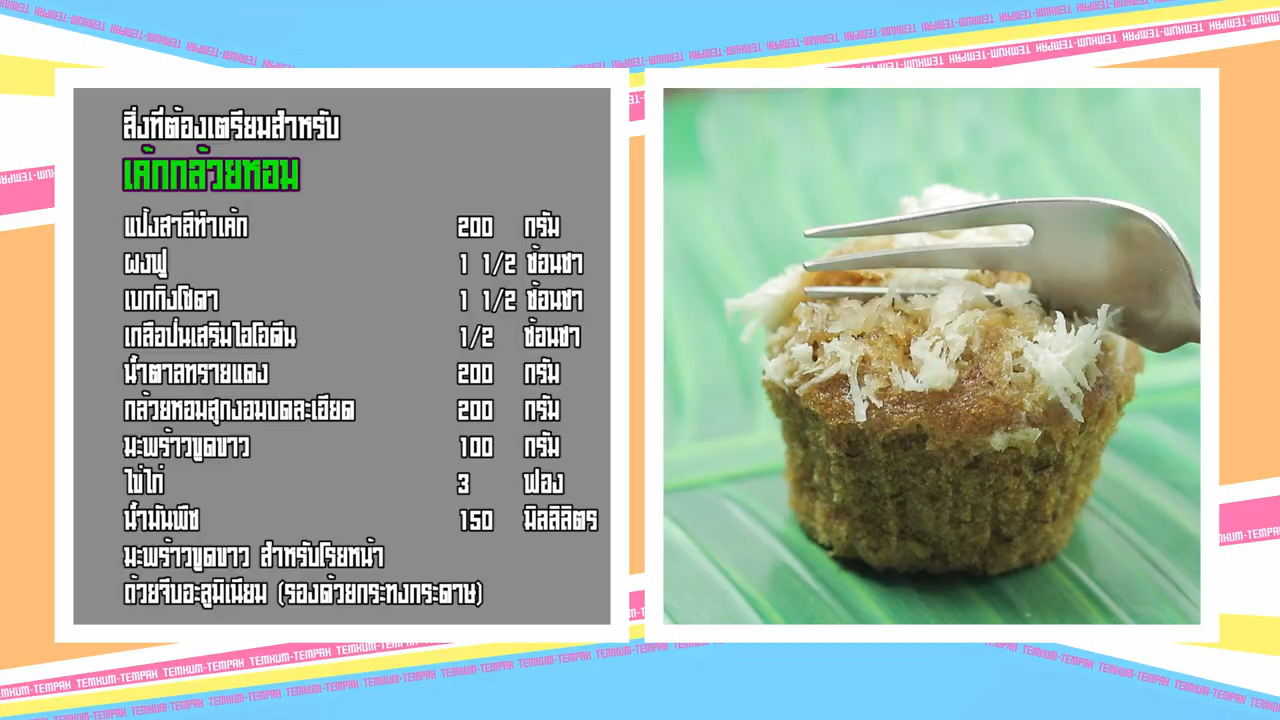 สิ่งที่ต้องเตรียมสำหรับ
เค้กกล้วยหอม
แป้งสาลีทำเค้ก 200 กรัม
ผงฟู 1 1/2 ช้อนชา
เบกกิงโซดา 1 1/2 ช้อนชา
เกลือป่นเสริมไอโอดีน 1/2 ช้อนชา
น้ำตาลทรายแดง 200 กรัม
กล้วยหอมสุกงอมบดละเอียด 200 กรัม
มะพร้าวขูดขาว 100 กรัม
ไข่ไก่ 3 ฟอง
น้ำมันพืช 150 มิลลิลิตร
มะพร้าวขูดขาว สำหรับโรยหน้า
ถ้วยจีบอะลูมิเนียม (รองด้วยกระทงกระดาษ)
TEMHUM-TEMPAH TEMHUM-TEMPAH TEMHUM-TEMPAH TEMHUM-TEMPAH